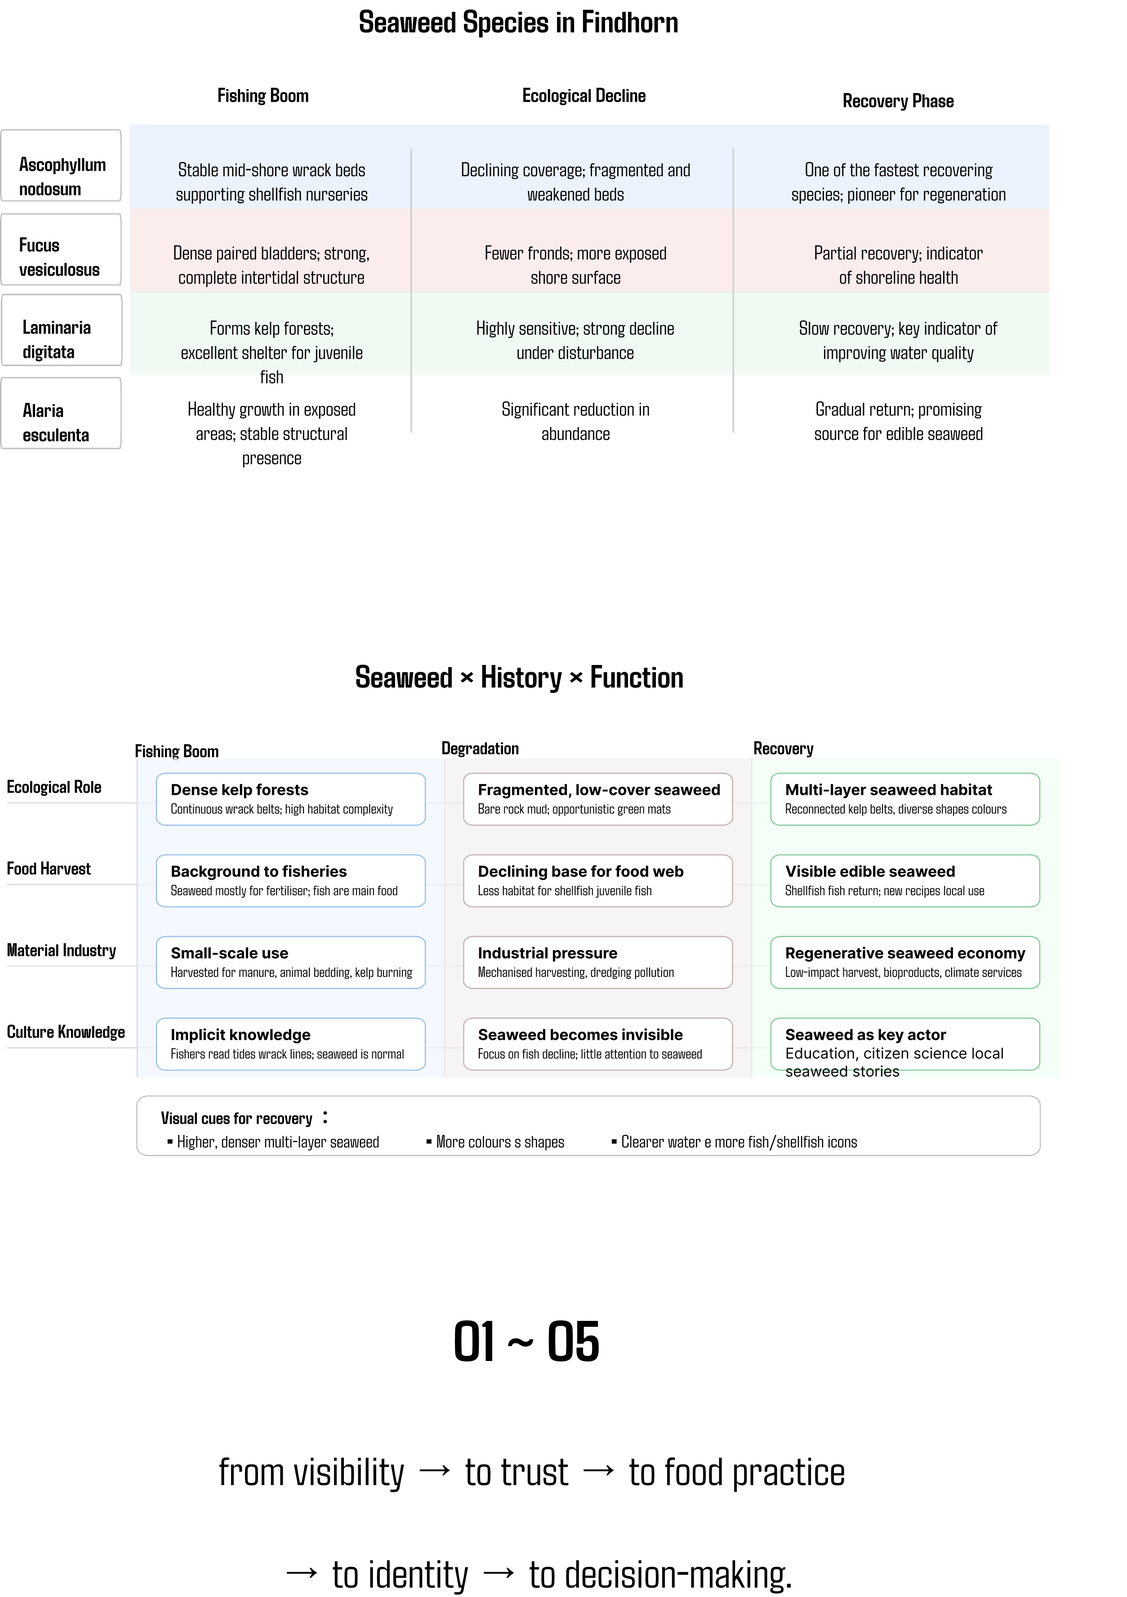 Seaweed Species in Findhorn
Fishing Boom
Ecological Decline
Recovery Phase
Ascophyllum
nodosum
Stable mid-shore wrack beds
supporting shellfish nurseries
Declining coverage; fragmented and
weakened beds
One of the fastest recovering
species; pioneer for regeneration
Fucus
vesiculosus
Dense paired bladders; strong,
complete intertidal structure
Fewer fronds; more exposed
shore surface
Partial recovery; indicator
of shoreline health
Laminaria
digitata
Forms kelp forests;
excellent shelter for juvenile
fish
Highly sensitive; strong decline
under disturbance
Slow recovery; key indicator of
improving water quality
Alaria
esculenta
Healthy growth in exposed
areas; stable structural
presence
Significant reduction in
abundance
Gradual return; promising
source for edible seaweed
Seaweed × History × Function
Fishing Boom
Degradation
Recovery
Ecological Role
Dense kelp forests
Continuous wrack belts; high habitat complexity
Fragmented, low-cover seaweed
Bare rock mud; opportunistic green mats
Multi-layer seaweed habitat
Reconnected kelp belts, diverse shapes colours
Food Harvest
Background to fisheries
Seaweed mostly for fertiliser; fish are main food
Declining base for food web
Less habitat for shellfish juvenile fish
Visible edible seaweed
Shellfish fish return; new recipes local use
Material Industry
Small-scale use
Harvested for manure, animal bedding, kelp burning
Industrial pressure
Mechanised harvesting, dredging pollution
Regenerative seaweed economy
Low-impact harvest, bioproducts, climate services
Culture Knowledge
Implicit knowledge
Fishers read tides wrack lines; seaweed is normal
Seaweed becomes invisible
Focus on fish decline; little attention to seaweed
Seaweed as key actor
Education, citizen science local
seaweed stories
Visual cues for recovery ：
▪ Higher, denser multi-layer seaweed
▪ More colours s shapes
▪ Clearer water e more fish/shellfish icons
01 ~ 05
from visibility → to trust → to food practice
→ to identity → to decision-making.